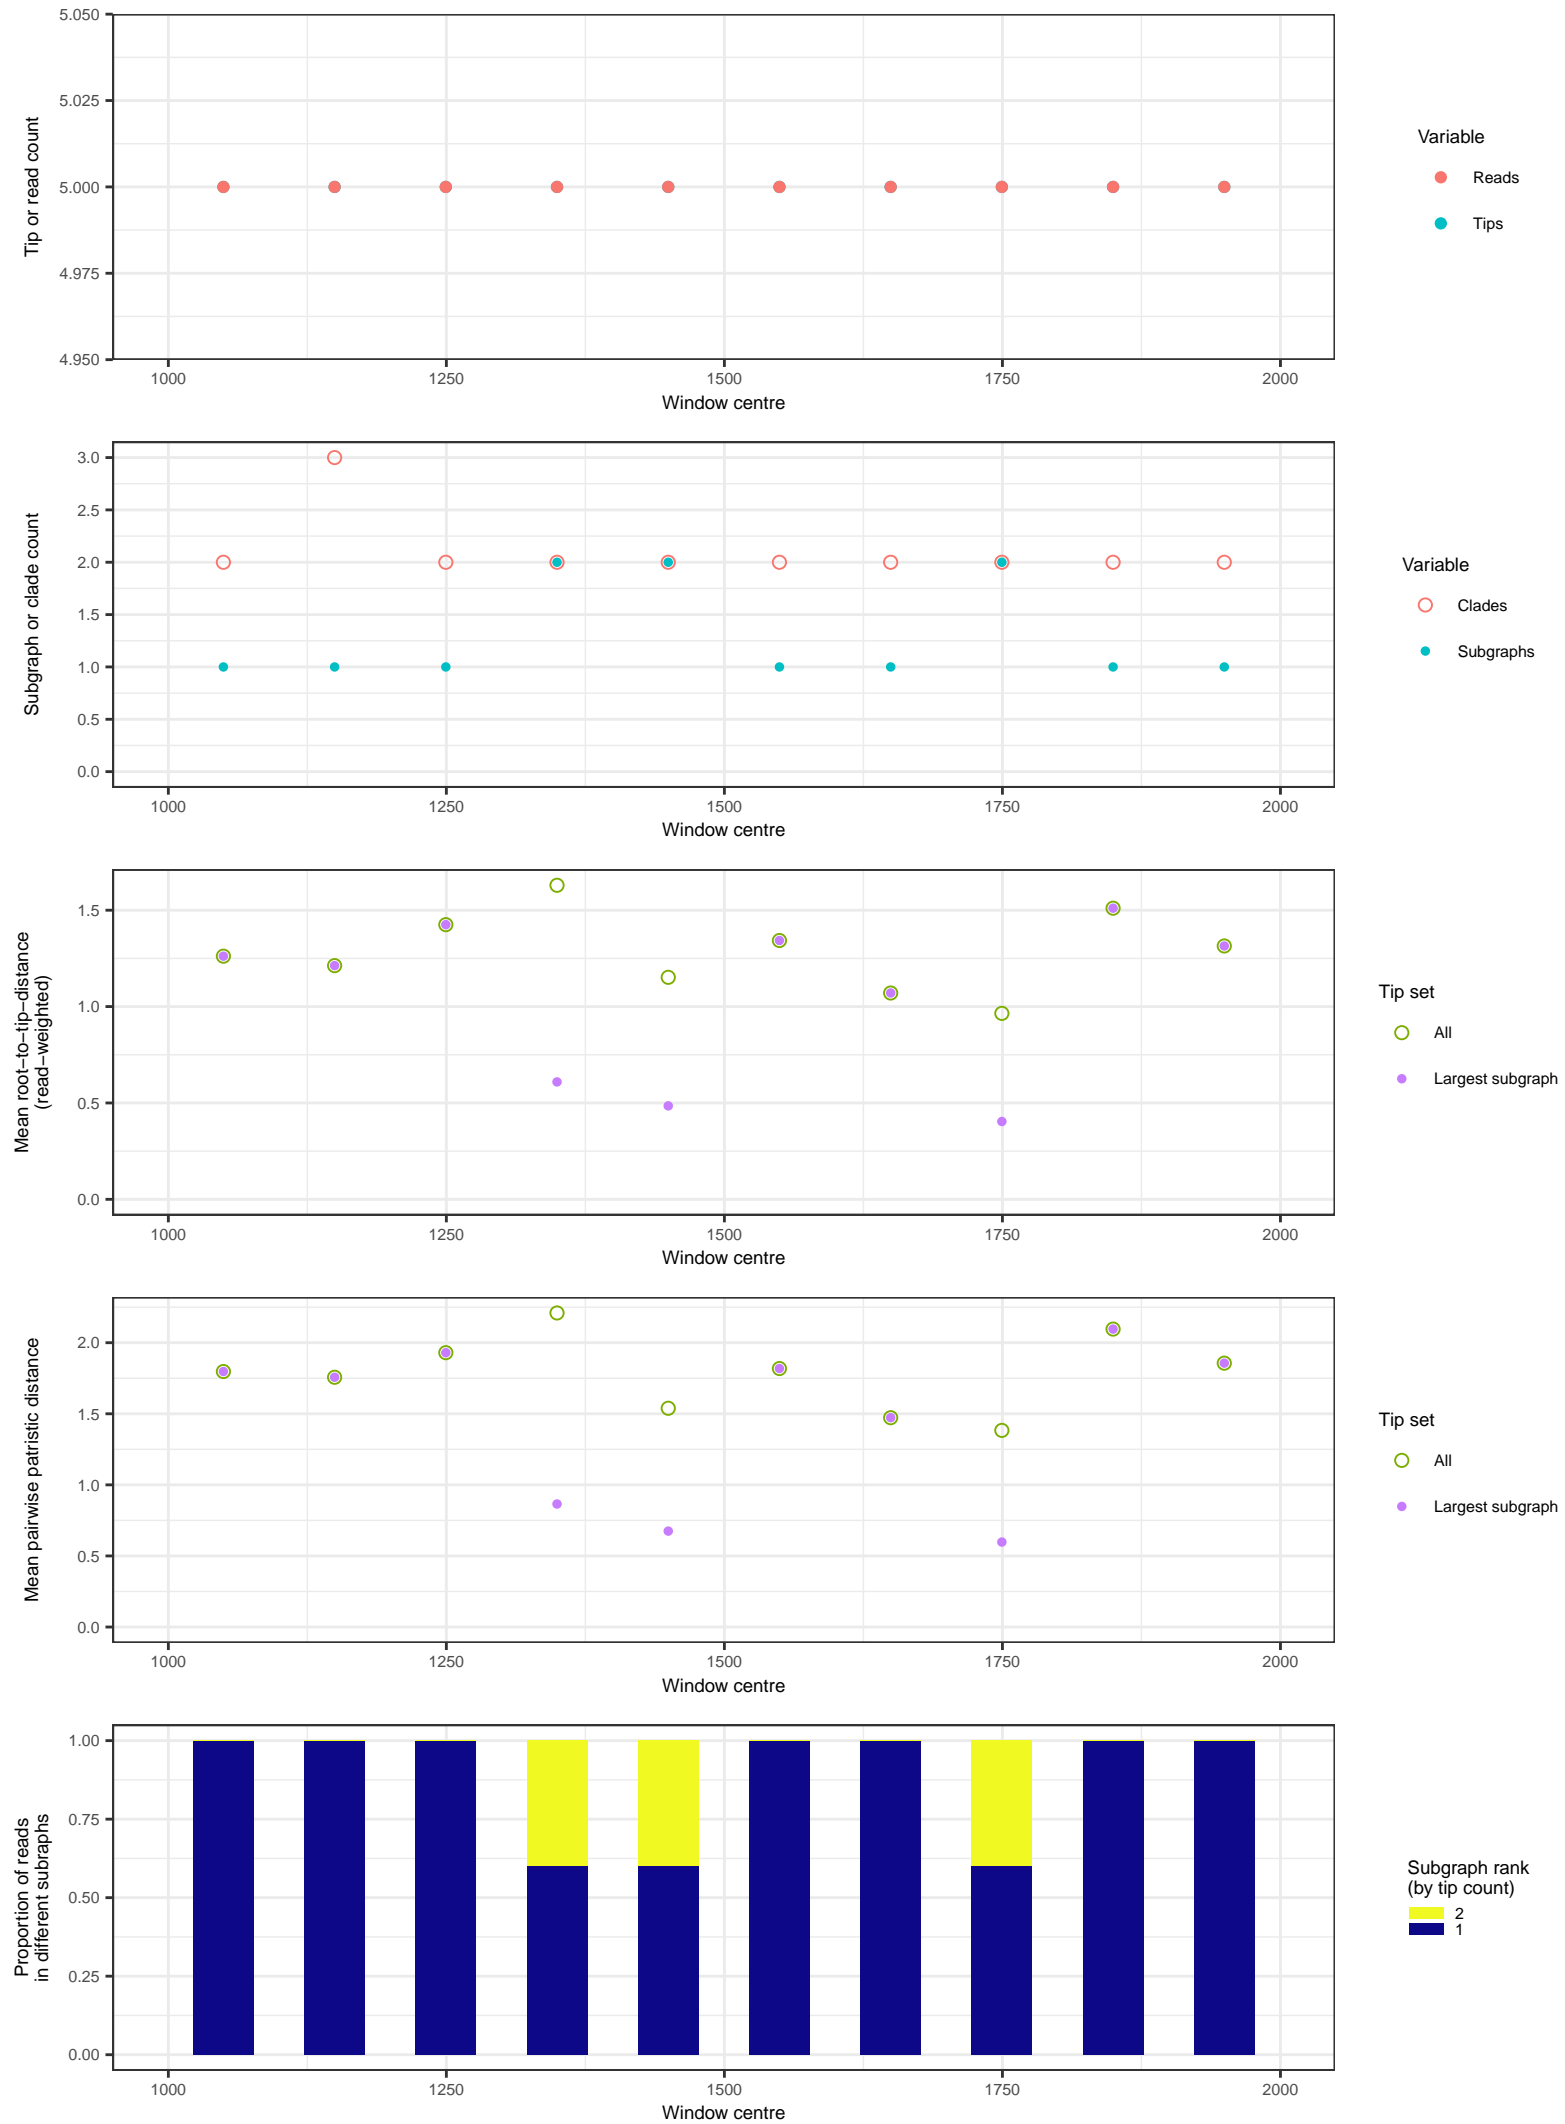 5.050
5.025
5.000
4.975
4.950
Tip or read count
1000 1250 1500 1750 2000
Window centre
Variable
Reads
Tips
3.0
2.5
2.0
1.5
1.0
0.5
0.0
Subgraph or clade count
1000 1250 1500 1750 2000
Window centre
Variable
Clades
Subgraphs
1.5
1.0
0.5
0.0
Mean root−to−tip−distance
(read−weighted)
1000 1250 1500 1750 2000
Window centre
Tip set
All
Largest subgraph
2.0
1.5
1.0
0.5
0.0
Mean pairwise patristic distance
1000 1250 1500 1750 2000
Window centre
Tip set
All
Largest subgraph
1.00
0.75
0.50
0.25
0.00
Proportion of reads
in different subraphs
1000 1250 1500 1750 2000
Window centre
Subgraph rank
(by tip count)
2
1